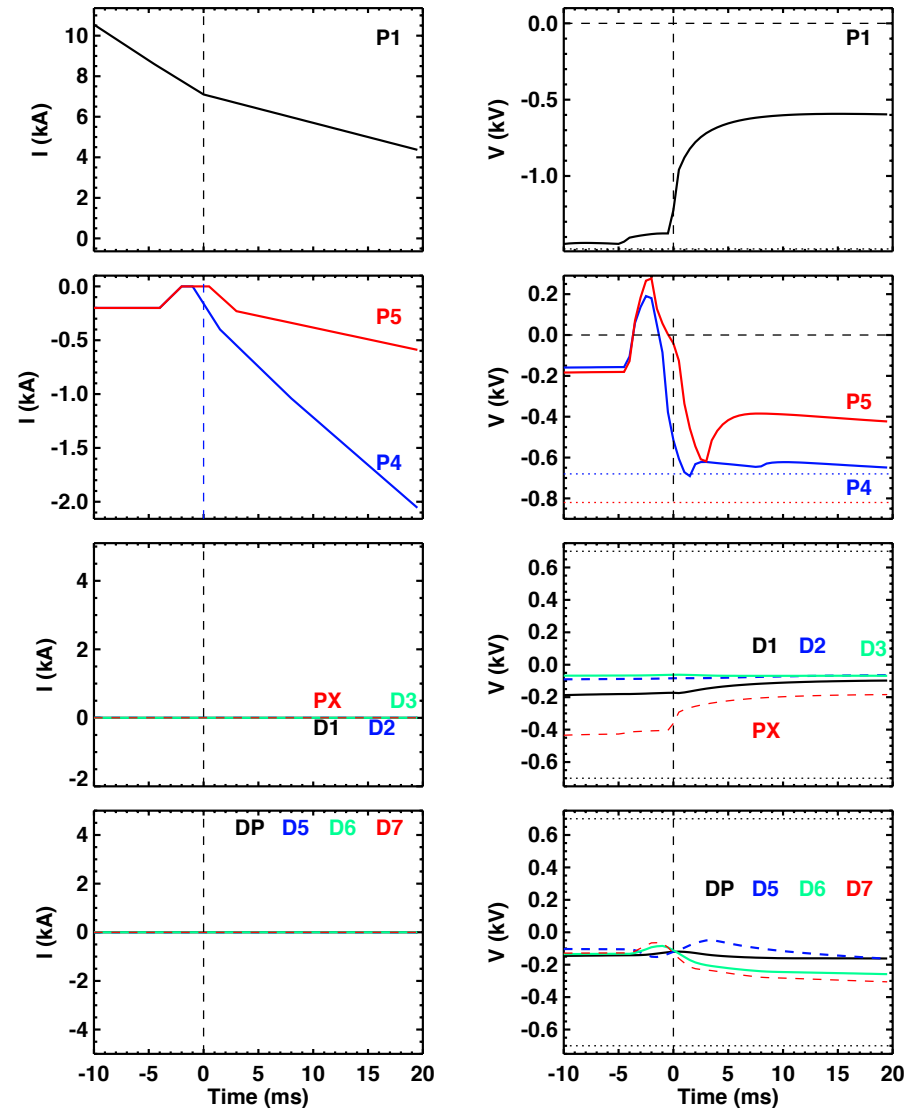 10
8
6
4
2
0
I (kA)
P1
0.0
-0.5
-1.0
V (kV)
P1
0.0
-0.5
-1.0
-1.5
-2.0
I (kA)
P5
P4
0.2
0.0
-0.2
-0.4
-0.6
-0.8
V (kV)
P5
P4
4
2
0
-2
I (kA)
PX D3
D1 D2
0.6
0.4
0.2
0.0
-0.2
-0.4
-0.6
V (kV)
D1 D2 D3
PX
4
2
0
-2
-4
I (kA)
DP D5 D6 D7
-10 -5 0 5 10 15 20
Time (ms)
0.6
0.4
0.2
0.0
-0.2
-0.4
-0.6
V (kV)
DP D5 D6 D7
-10 -5 0 5 10 15 20
Time (ms)